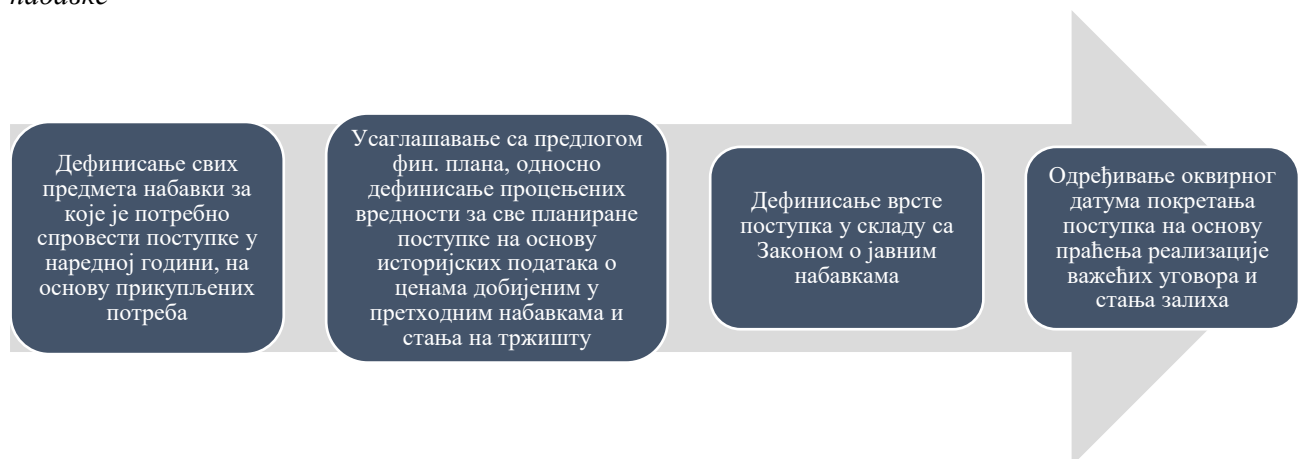 набавке
Дефинисање свих
предмета набавки за
које је потребно
спровести поступке у
наредној години, на
основу прикупљених
потреба
Усаглашавање са предлогом
фин. плана, односно
дефинисање процењених
вредности за све планиране
поступке на основу
историјских података о
ценама добијеним у
претходним набавкама и
стања на тржишту
Дефинисање врсте
поступка у складу са
Законом о јавним
набавкама
Одређивање оквирног
датума покретања
поступка на основу
праћења реализације
важећих уговора и
стања залиха